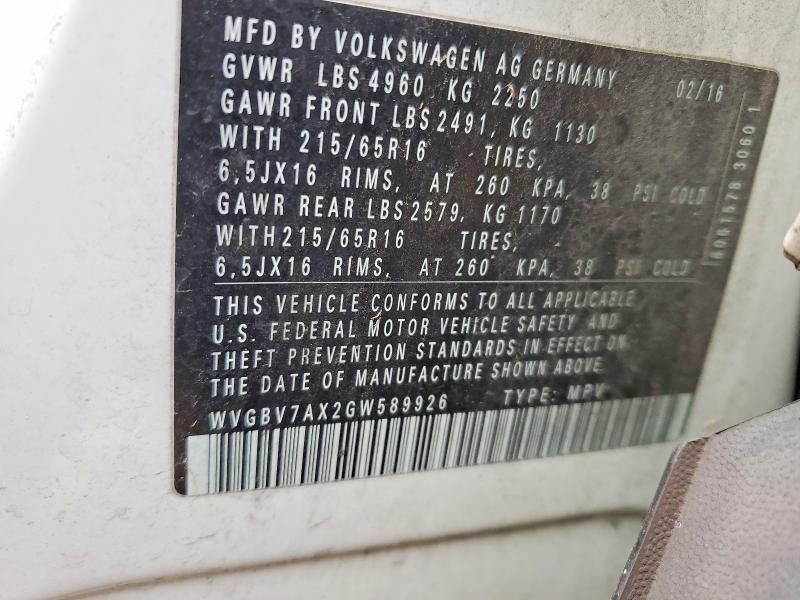 MFD BY VOLKSWAGEN AG GERMANY 02/16
GVWR LBS 4960, KG 2250
GAWR FRONT LBS 2491, KG 1130
WITH 215/65R16 TIRES,
6,5JX16 RIMS, AT 260 KPA, 38 PSI COLD
GAWR REAR LBS 2579, KG 1170
WITH 215/65R16 TIRES,
6,5JX16 RIMS, AT 260 KPA, 38 PSI COLD
THIS VEHICLE CONFORMS TO ALL APPLICABLE
U.S. FEDERAL MOTOR VEHICLE SAFETY AND
THEFT PREVENTION STANDARDS IN EFFECT ON
THE DATE OF MANUFACTURE SHOWN ABOVE
WVGBV7AX2GW589926 TYPE: MPV
3060 1